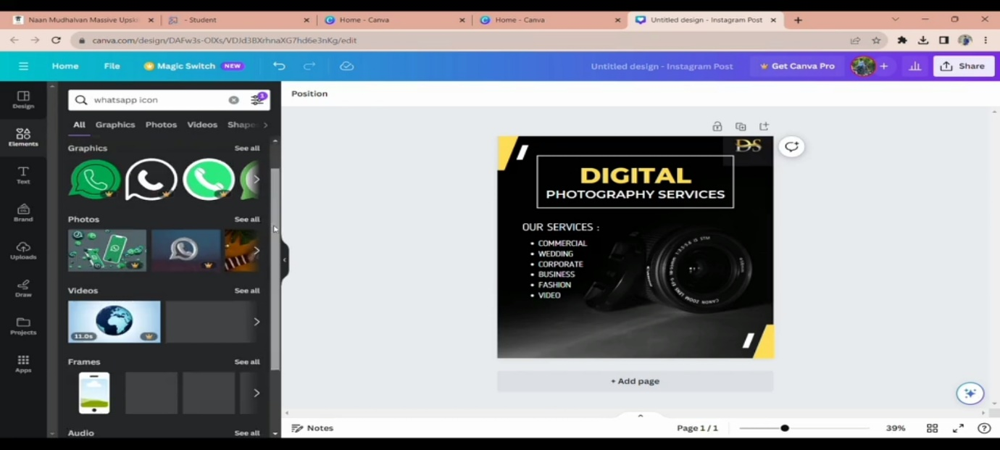 Naan Mudhalvan Massive Upski
- Student
Home - Canva
Home - Canva
Untitled design - Instagram Post
canva.com/design/DAFw3s-OlXs/VDJd3BXrhnaXG7hd6e3nKg/edit
Home File Magic Switch NEW
Untitled design - Instagram Post
Get Canva Pro
Share
Design
Elements
Text
Brand
Uploads
Draw
Projects
Apps
whatsapp icon
1
All Graphics Photos Videos Shape
Graphics See all
Photos See all
Videos See all
11.0s
Frames See all
Audio See all
Position
DS
DIGITAL
PHOTOGRAPHY SERVICES
OUR SERVICES :
• COMMERCIAL
• WEDDING
• CORPORATE
• BUSINESS
• FASHION
• VIDEO
CANON ZOOM LENS
+ Add page
Notes
Page 1 / 1
39%